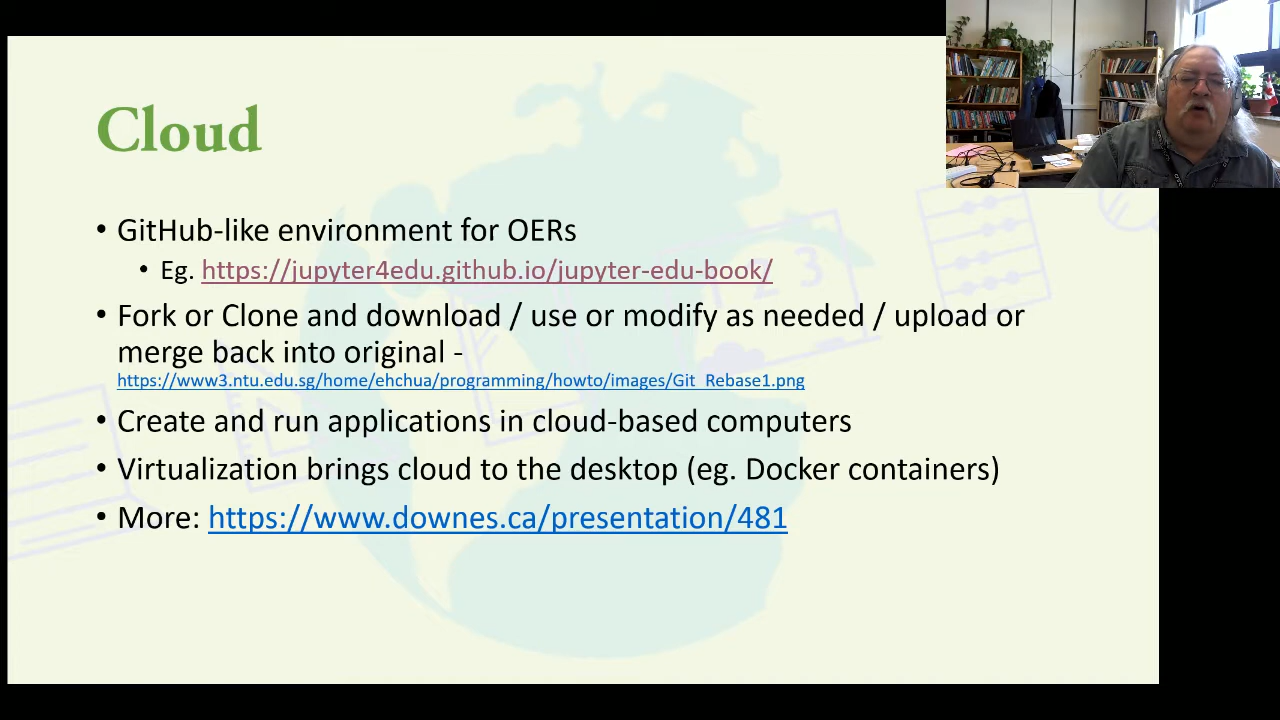 Cloud
• GitHub-like environment for OERs
• Eg. https://jupyter4edu.github.io/jupyter-edu-book/
• Fork or Clone and download / use or modify as needed / upload or
merge back into original -
https://www3.ntu.edu.sg/home/ehchua/programming/howto/images/Git_Rebase1.png
• Create and run applications in cloud-based computers
• Virtualization brings cloud to the desktop (eg. Docker containers)
• More: https://www.downes.ca/presentation/481
2 3